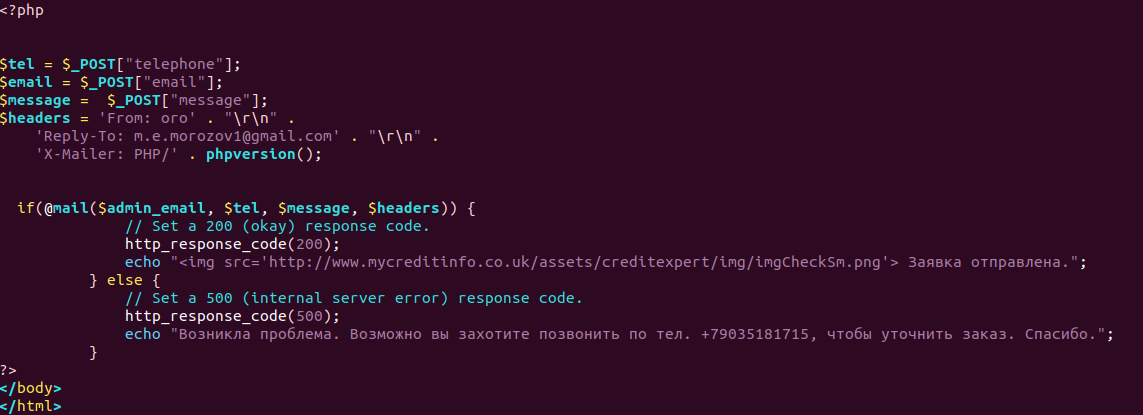 <?php
$tel = $_POST["telephone"];
$email = $_POST["email"];
$message =  $_POST["message"];
$headers = 'From: oro' . "\r\n" .
    'Reply-To: m.e.morozov1@gmail.com' . "\r\n" .
    'X-Mailer: PHP/' . phpversion();
  if(@mail($admin_email, $tel, $message, $headers)) {
              // Set a 200 (okay) response code.
              http_response_code(200);
              echo "<img src='http://www.mycreditinfo.co.uk/assets/creditexpert/img/imgCheckSm.png'> Заявка отправлена.";
          } else {
              // Set a 500 (internal server error) response code.
              http_response_code(500);
              echo "Возникла проблема. Возможно вы захотите позвонить по тел. +79035181715, чтобы уточнить заказ. Спасибо.";
          }
?>
</body>
</html>